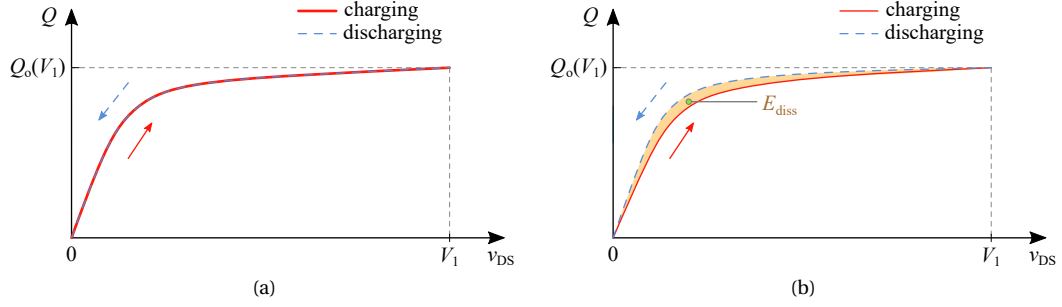 Q
charging
discharging
Qo(V1)
0
V1
vDS
(a)
Q
charging
discharging
Qo(V1)
Ediss
0
V1
vDS
(b)